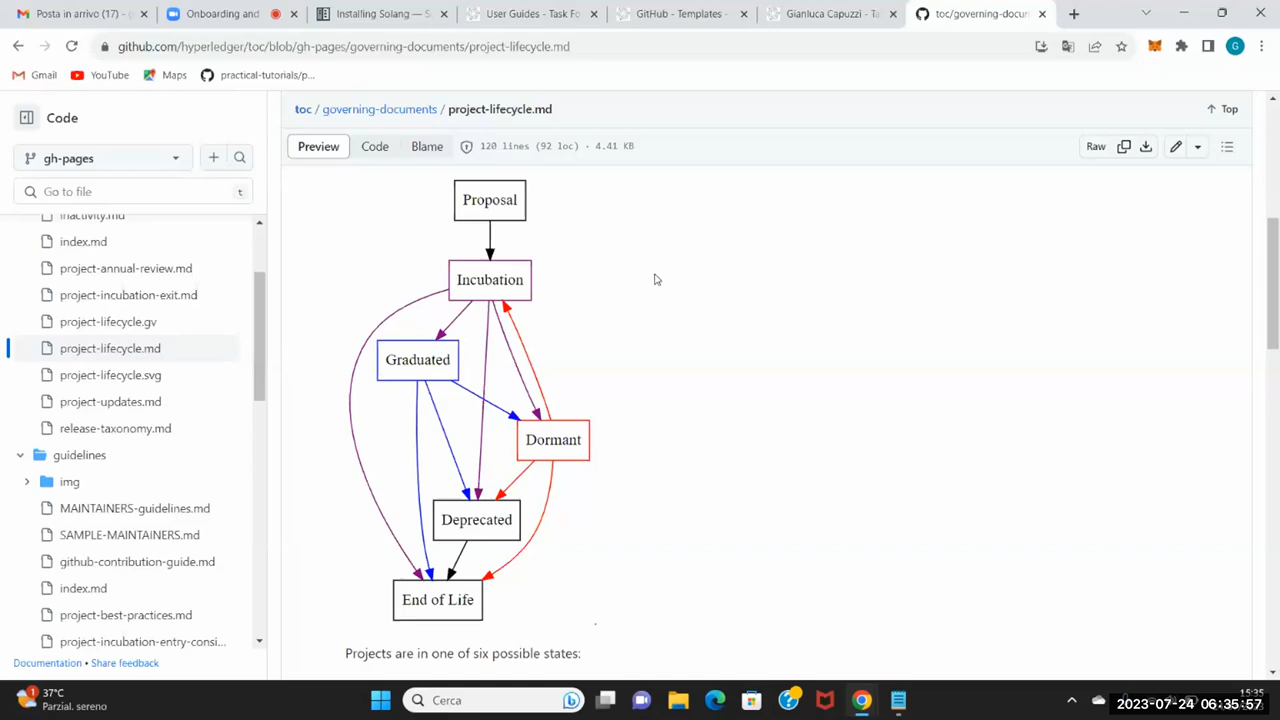 Posta in arrivo (17) - g
Onboarding and
Installing Solang — S
User Guides - Task Fo
GitHub - Templates -
Gianluca Capuzzi -
toc/governing-docum
github.com/hyperledger/toc/blob/gh-pages/governing-documents/project-lifecycle.md
G
Gmail
YouTube
Maps
practical-tutorials/p...
Code
toc / governing-documents / project-lifecycle.md
Top
gh-pages
Preview
Code
Blame
120 lines (92 loc) · 4.41 KB
Raw
Go to file
t
inactivity.md
index.md
project-annual-review.md
project-incubation-exit.md
project-lifecycle.gv
project-lifecycle.md
project-lifecycle.svg
project-updates.md
release-taxonomy.md
guidelines
img
MAINTAINERS-guidelines.md
SAMPLE-MAINTAINERS.md
github-contribution-guide.md
index.md
project-best-practices.md
project-incubation-entry-consi...
Documentation • Share feedback
Proposal
Incubation
Graduated
Dormant
Deprecated
End of Life
Projects are in one of six possible states:
1
37°C
Parzial. sereno
Cerca
15:35
2023-07-24 06:35:57